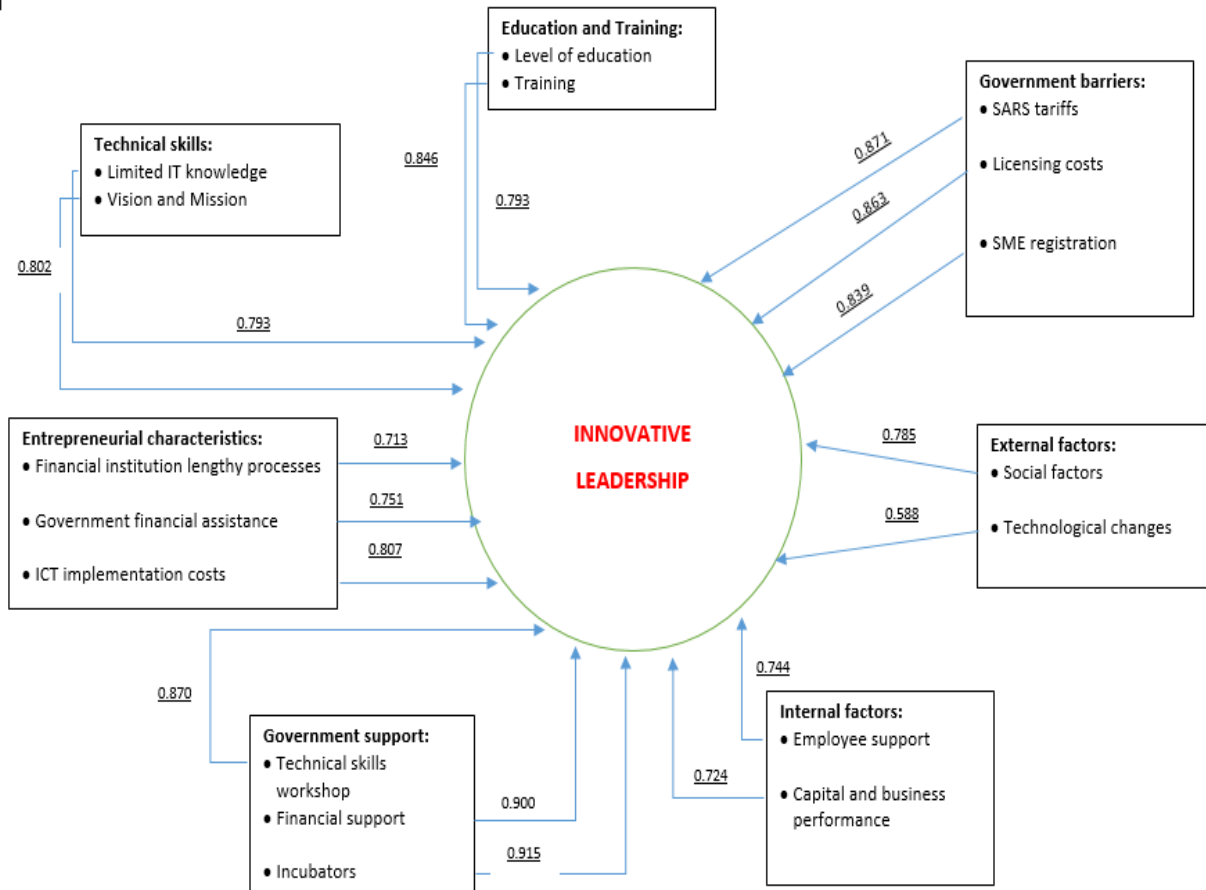 Education and Training:
• Level of education
• Training
Government barriers:
• SARS tariffs
• Licensing costs
• SME registration
Technical skills:
• Limited IT knowledge
• Vision and Mission
0.846
0.793
0.871
0.863
0.839
0.802
0.793
INNOVATIVE
LEADERSHIP
Entrepreneurial characteristics:
• Financial institution lengthy processes
• Government financial assistance
• ICT implementation costs
0.713
0.751
0.807
0.785
0.588
External factors:
• Social factors
• Technological changes
0.870
Government support:
• Technical skills
workshop
• Financial support
• Incubators
0.900
0.915
0.744
0.724
Internal factors:
• Employee support
• Capital and business
performance